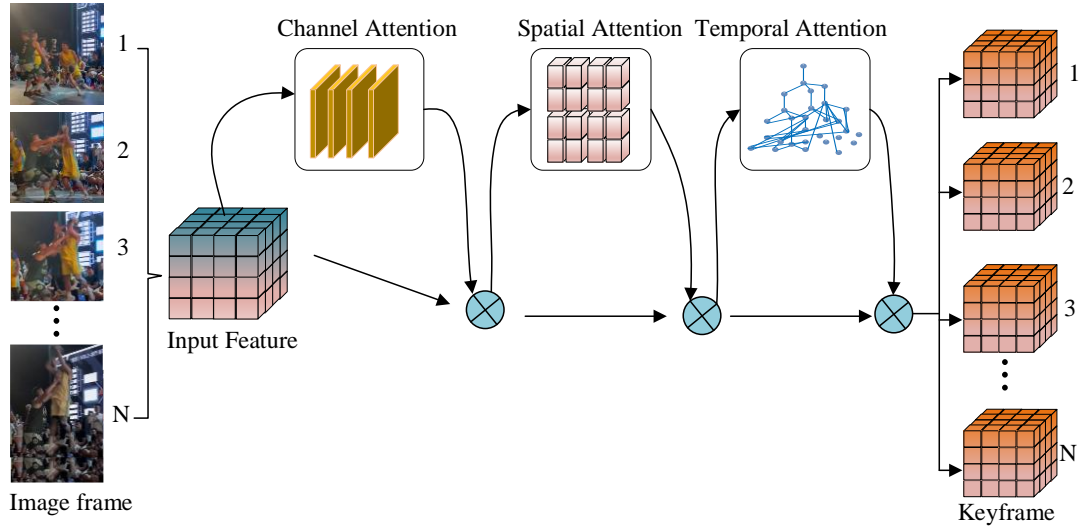 Channel Attention
Spatial Attention
Temporal Attention
1
2
3
N
Image frame
Input Feature
1
2
3
N
Keyframe